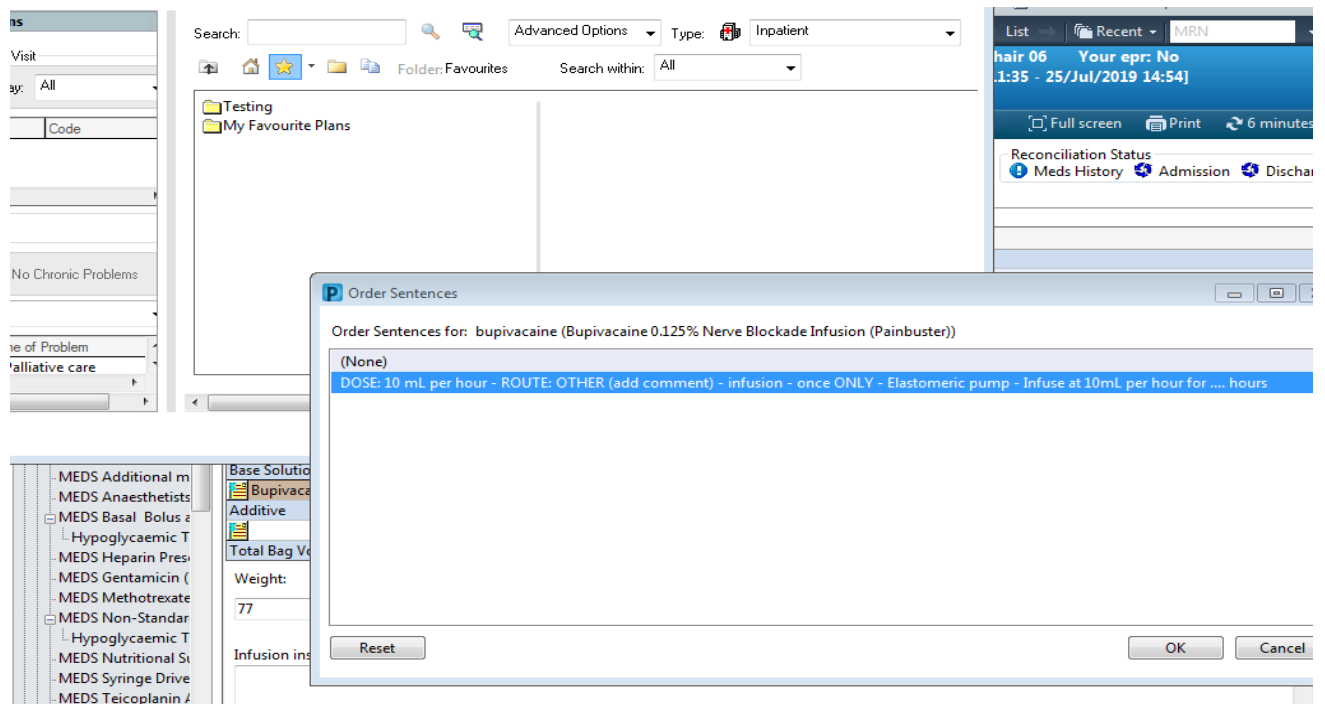 ns
Visit
ay: All
Code
No Chronic Problems
ne of Problem
Palliative care
Search:
Advanced Options
Type: Inpatient
Folder: Favourites
Search within: All
Testing
My Favourite Plans
List
Recent
MRN
hair 06 Your epr: No
1:35 - 25/Jul/2019 14:54]
Full screen
Print
6 minutes
Reconciliation Status
Meds History
Admission
Dischar
P Order Sentences
Order Sentences for: bupivacaine (Bupivacaine 0.125% Nerve Blockade Infusion (Painbuster))
(None)
DOSE: 10 mL per hour - ROUTE: OTHER (add comment) - infusion - once ONLY - Elastomeric pump - Infuse at 10mL per hour for .... hours
Reset
OK
Cancel
MEDS Additional m
MEDS Anaesthetists
MEDS Basal Bolus a
Hypoglycaemic T
MEDS Heparin Pres
MEDS Gentamicin (
MEDS Methotrexate
MEDS Non-Standar
Hypoglycaemic T
MEDS Nutritional Su
MEDS Syringe Drive
MEDS Teicoplanin A
Base Solutio
Bupivaca
Additive
Total Bag Vo
Weight:
77
Infusion ins